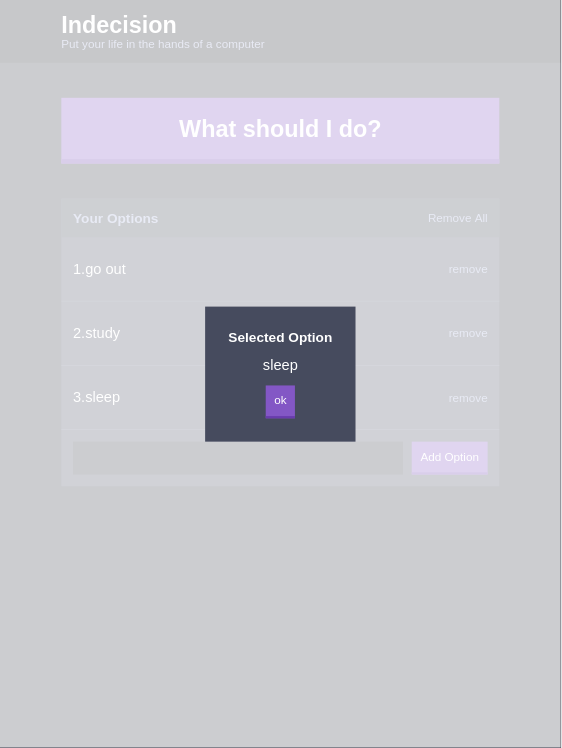 Indecision
Put your life in the hands of a computer
What should I do?
Your Options Remove All
1.go out remove
2.study remove
3.sleep remove
Selected Option
sleep
ok
Add Option